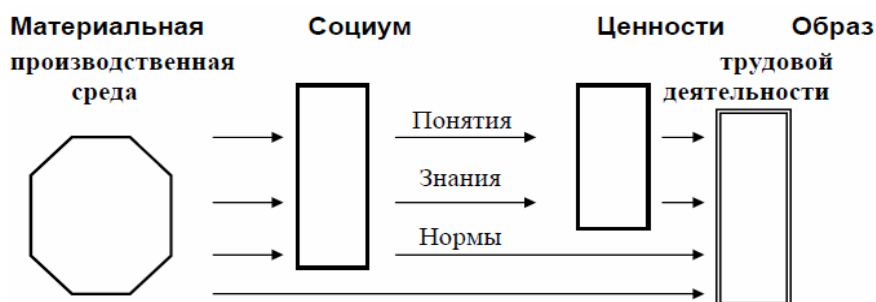 Материальная Социум Ценности Образ
производственная трудовой
среда деятельности
Понятия
Знания
Нормы